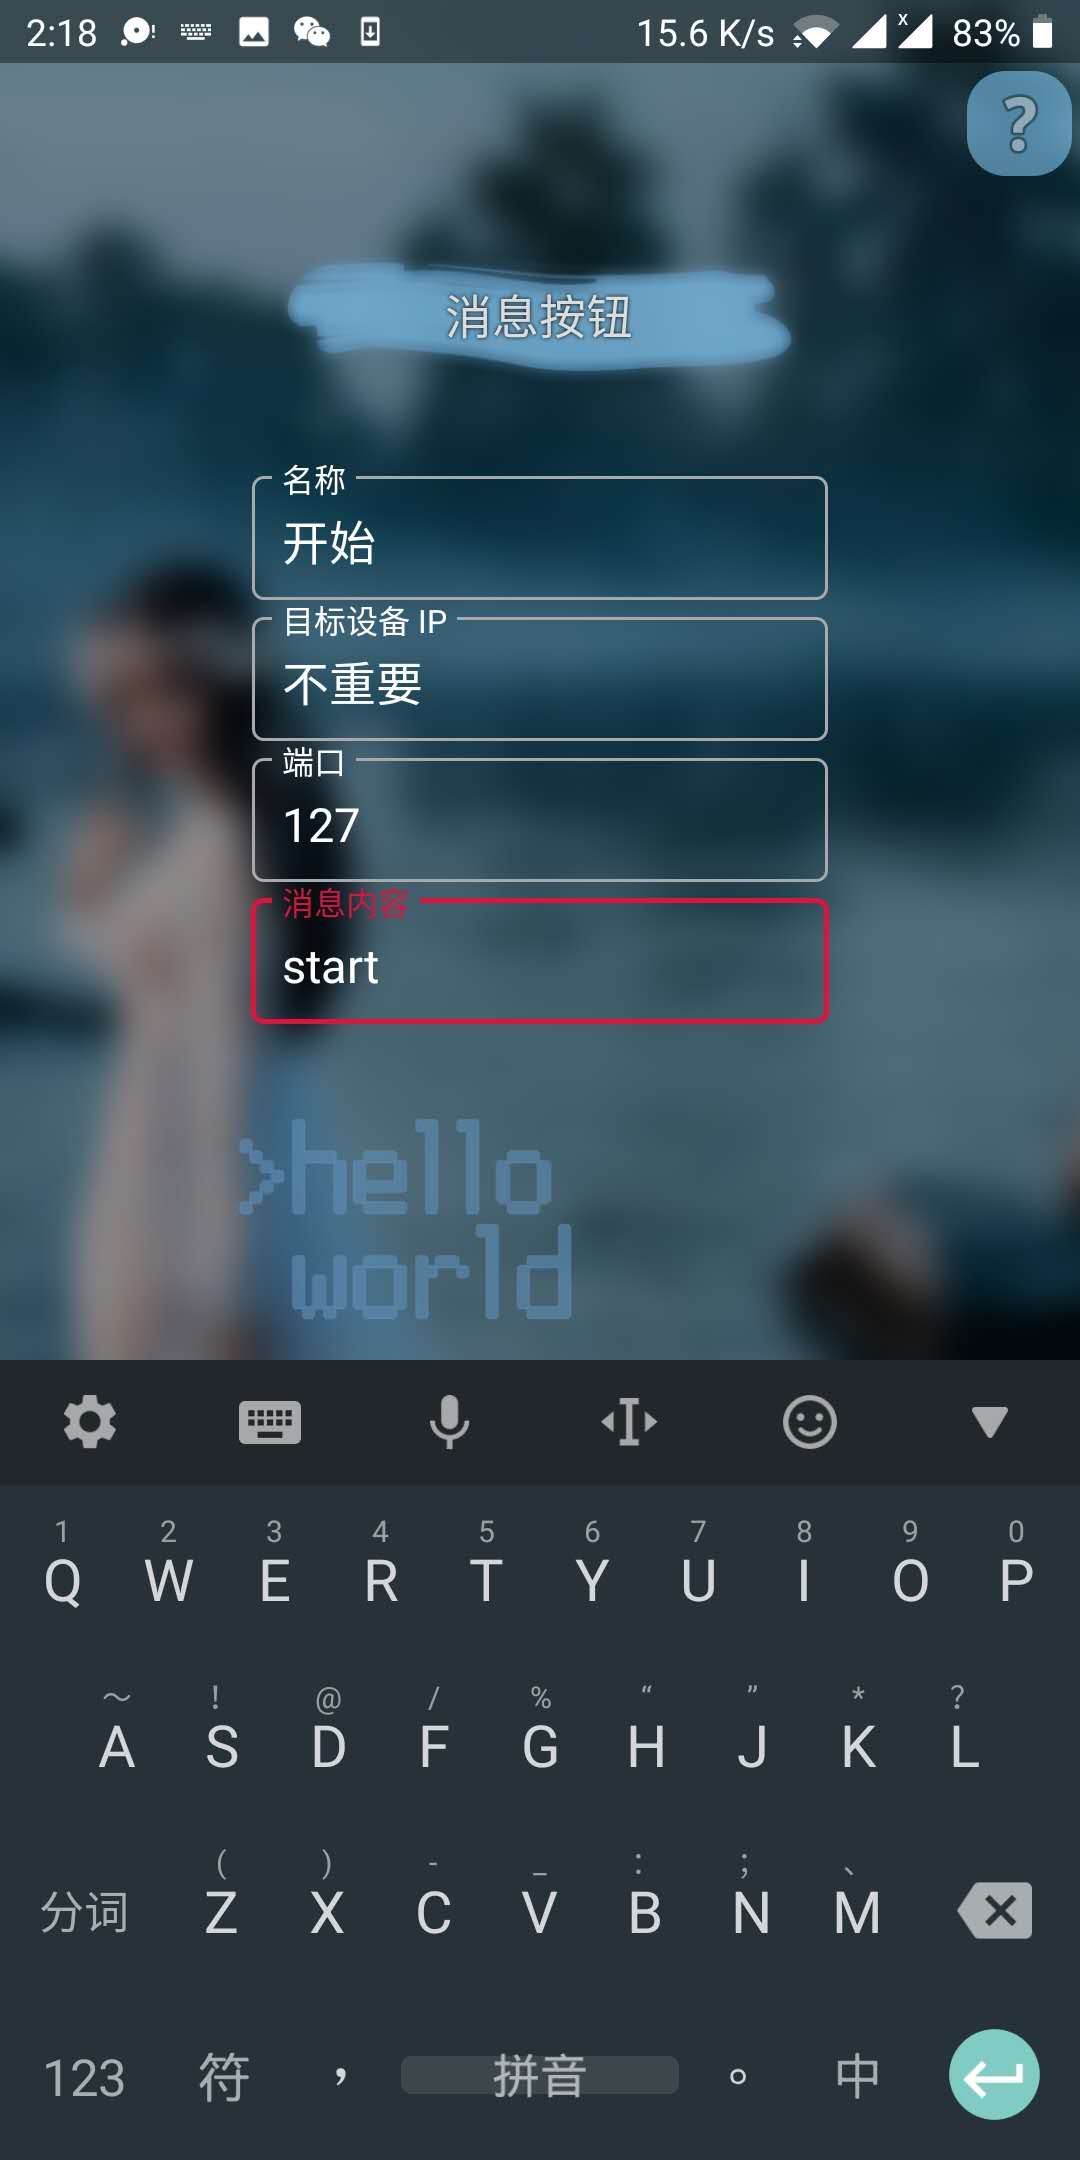 2:18 15.6 K/s x 83%
?
消息按钮
名称
开始
目标设备 IP
不重要
端口
127
消息内容
start
>hello
world
1 2 3 4 5 6 7 8 9 0
Q W E R T Y U I O P
～ ! @ / % “ ” * ?
A S D F G H J K L
( ) - _ : ; 、
分词 Z X C V B N M
123 符 ， 拼音 。 中